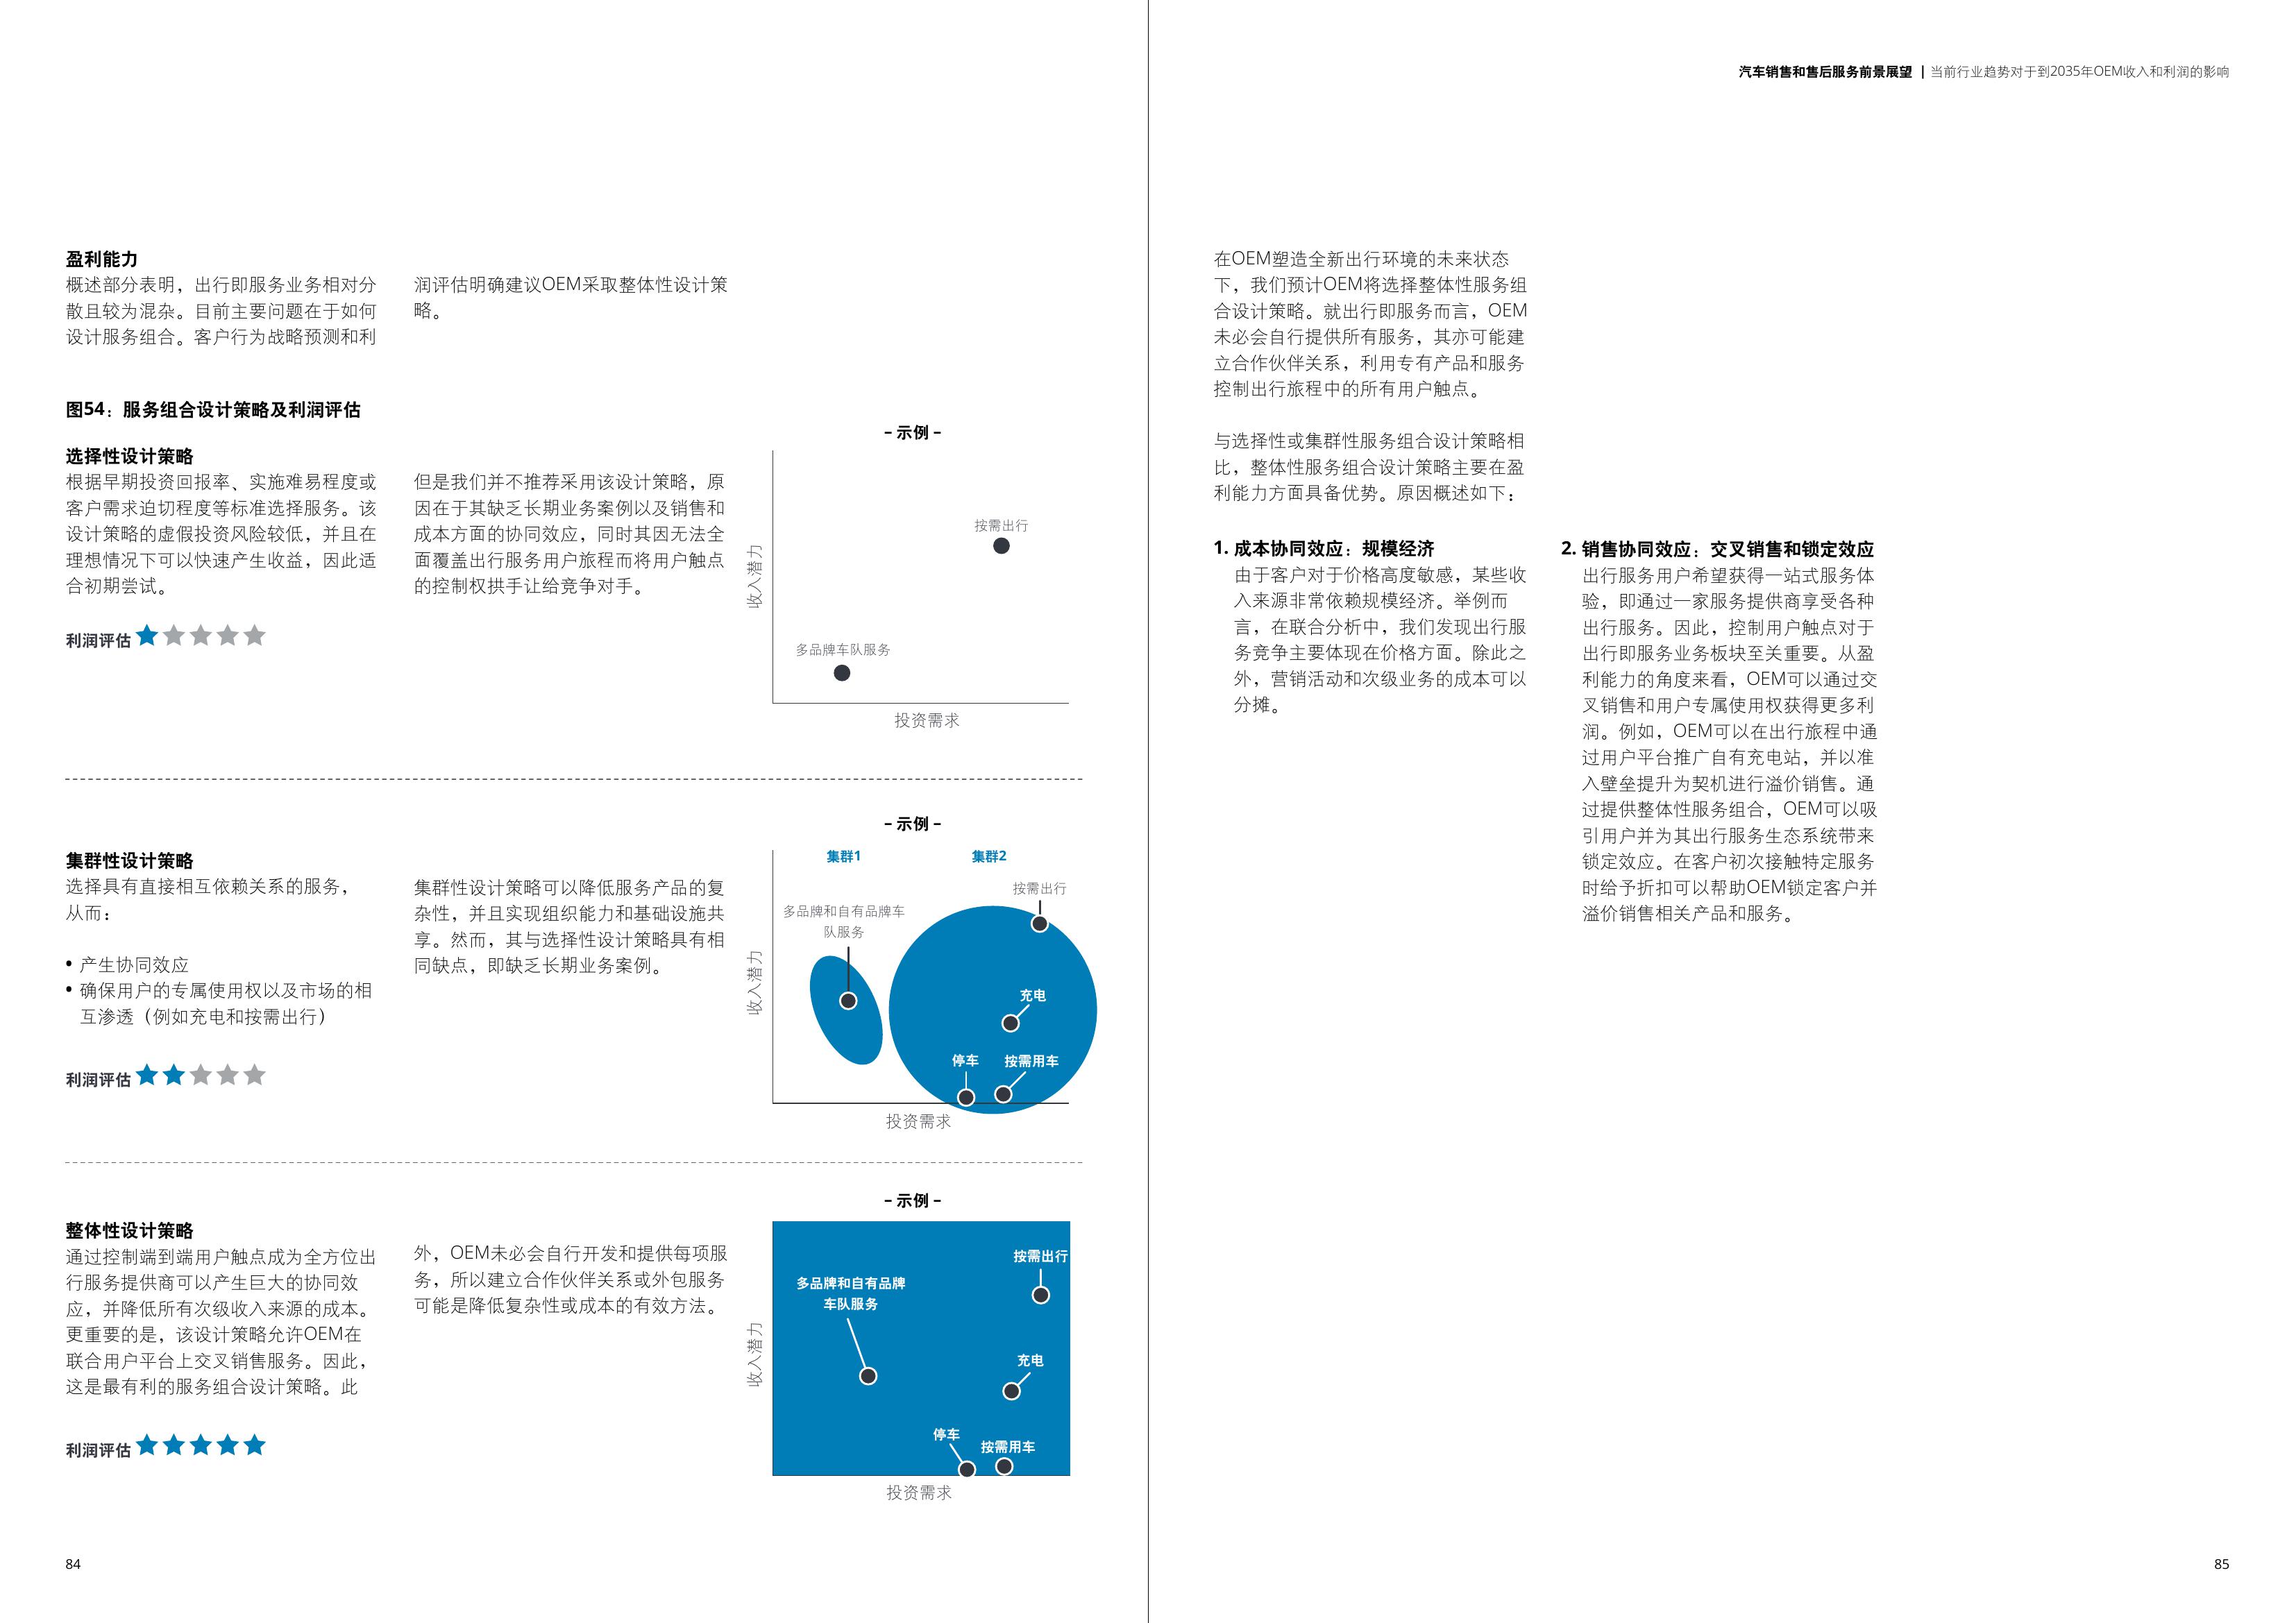 汽车销售和售后服务前景展望 | 当前行业趋势对于到2035年OEM收入和利润的影响
盈利能力
概述部分表明，出行即服务业务相对分
散且较为混杂。目前主要问题在于如何
设计服务组合。客户行为战略预测和利
润评估明确建议OEM采取整体性设计策
略。
图54：服务组合设计策略及利润评估
选择性设计策略
根据早期投资回报率、实施难易程度或
客户需求迫切程度等标准选择服务。该
设计策略的虚假投资风险较低，并且在
理想情况下可以快速产生收益，因此适
合初期尝试。
但是我们并不推荐采用该设计策略，原
因在于其缺乏长期业务案例以及销售和
成本方面的协同效应，同时其因无法全
面覆盖出行服务用户旅程而将用户触点
的控制权拱手让给竞争对手。
利润评估
– 示例 –
收入潜力
按需出行
多品牌车队服务
投资需求
集群性设计策略
选择具有直接相互依赖关系的服务，
从而：
• 产生协同效应
• 确保用户的专属使用权以及市场的相
互渗透（例如充电和按需出行）
集群性设计策略可以降低服务产品的复
杂性，并且实现组织能力和基础设施共
享。然而，其与选择性设计策略具有相
同缺点，即缺乏长期业务案例。
利润评估
– 示例 –
集群1
集群2
收入潜力
按需出行
多品牌和自有品牌车
队服务
充电
停车
按需用车
投资需求
整体性设计策略
通过控制端到端用户触点成为全方位出
行服务提供商可以产生巨大的协同效
应，并降低所有次级收入来源的成本。
更重要的是，该设计策略允许OEM在
联合用户平台上交叉销售服务。因此，
这是最有利的服务组合设计策略。此
外，OEM未必会自行开发和提供每项服
务，所以建立合作伙伴关系或外包服务
可能是降低复杂性或成本的有效方法。
利润评估
– 示例 –
收入潜力
按需出行
多品牌和自有品牌
车队服务
充电
停车
按需用车
投资需求
84
在OEM塑造全新出行环境的未来状态
下，我们预计OEM将选择整体性服务组
合设计策略。就出行即服务而言，OEM
未必会自行提供所有服务，其亦可能建
立合作伙伴关系，利用专有产品和服务
控制出行旅程中的所有用户触点。
与选择性或集群性服务组合设计策略相
比，整体性服务组合设计策略主要在盈
利能力方面具备优势。原因概述如下：
1. 成本协同效应：规模经济
由于客户对于价格高度敏感，某些收
入来源非常依赖规模经济。举例而
言，在联合分析中，我们发现出行服
务竞争主要体现在价格方面。除此之
外，营销活动和次级业务的成本可以
分摊。
2. 销售协同效应：交叉销售和锁定效应
出行服务用户希望获得一站式服务体
验，即通过一家服务提供商享受各种
出行服务。因此，控制用户触点对于
出行即服务业务板块至关重要。从盈
利能力的角度来看，OEM可以通过交
叉销售和用户专属使用权获得更多利
润。例如，OEM可以在出行旅程中通
过用户平台推广自有充电站，并以准
入壁垒提升为契机进行溢价销售。通
过提供整体性服务组合，OEM可以吸
引用户并为其出行服务生态系统带来
锁定效应。在客户初次接触特定服务
时给予折扣可以帮助OEM锁定客户并
溢价销售相关产品和服务。
85